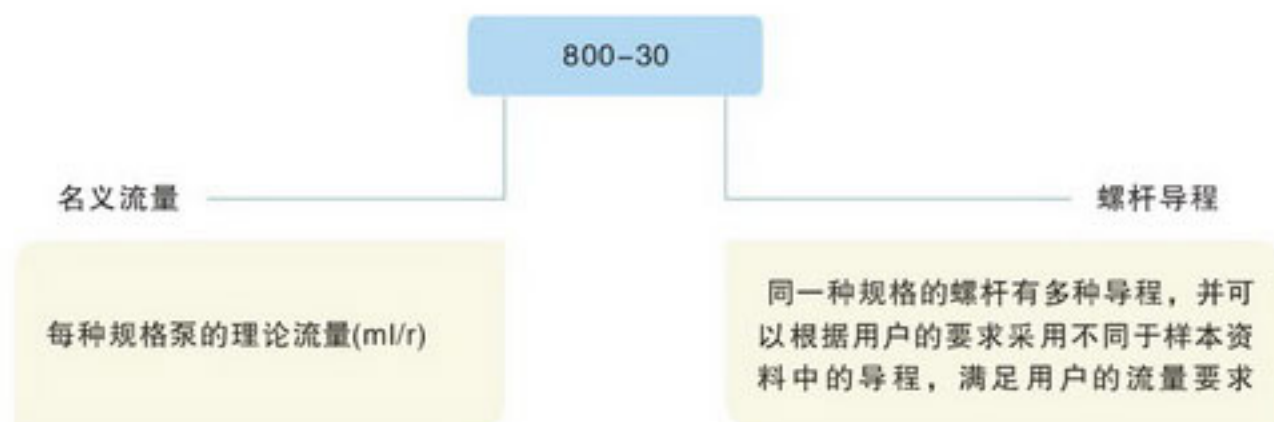 800-30
名义流量
螺杆导程
每种规格泵的理论流量(ml/r)
同一种规格的螺杆有多种导程，并可
以根据用户的要求采用不同于样本资
料中的导程，满足用户的流量要求